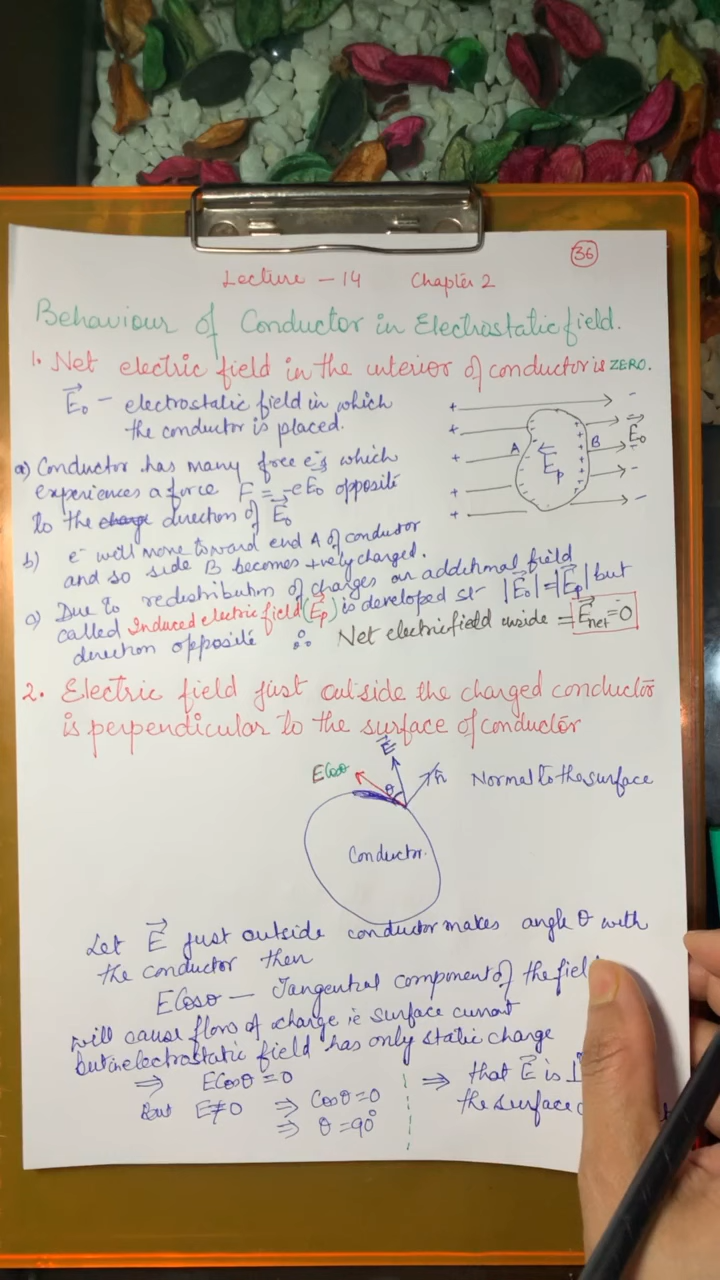 36
Lecture - 14 Chapter 2
Behaviour of Conductor in Electrostatic field.
1. Net electric field in the interior of conductor is ZERO.
E₀ - electrostatic field in which
the conductor is placed.
+ -
+ E₀
+ A B
+ Ep -
+ -
+
a) Conductor has many free e⁻s which
experiences a force F = -eE₀ opposite
to the direction of E₀
b) e⁻ will move toward end A of conductor
and so side B becomes +vely charged.
c) Due to redistribution of charges an additional field
called Induced electric field (Ep) is developed st |E₀| = |Ep| but
direction opposite ∴ Net electric field inside = E net = 0
2. Electric field just outside the charged conductor
is perpendicular to the surface of conductor
E
Ecosθ θ n̂ Normal to the surface
Conductor.
Let E just outside conductor makes angle θ with
the conductor then
Ecosθ - Tangential component of the
will cause flow of charge ie surface current
but electrostatic field has only static charge
⇒ Ecosθ = 0 ⇒ that E is ⊥
But E≠0 ⇒ Cosθ = 0 the surface
⇒ θ = 90°